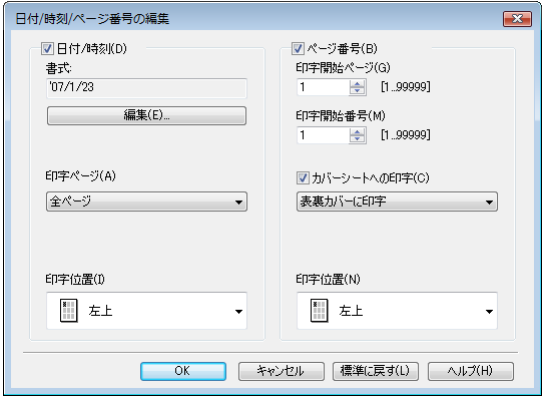 日付/時刻/ページ番号の編集
日付/時刻(D)
書式:
'07/1/23
編集(E)...
印字ページ(A)
全ページ
印字位置(I)
左上
ページ番号(B)
印字開始ページ(G)
1 [1..99999]
印字開始番号(M)
1 [1..99999]
カバーシートへの印字(C)
表裏カバーに印字
印字位置(N)
左上
OK キャンセル 標準に戻す(L) ヘルプ(H)